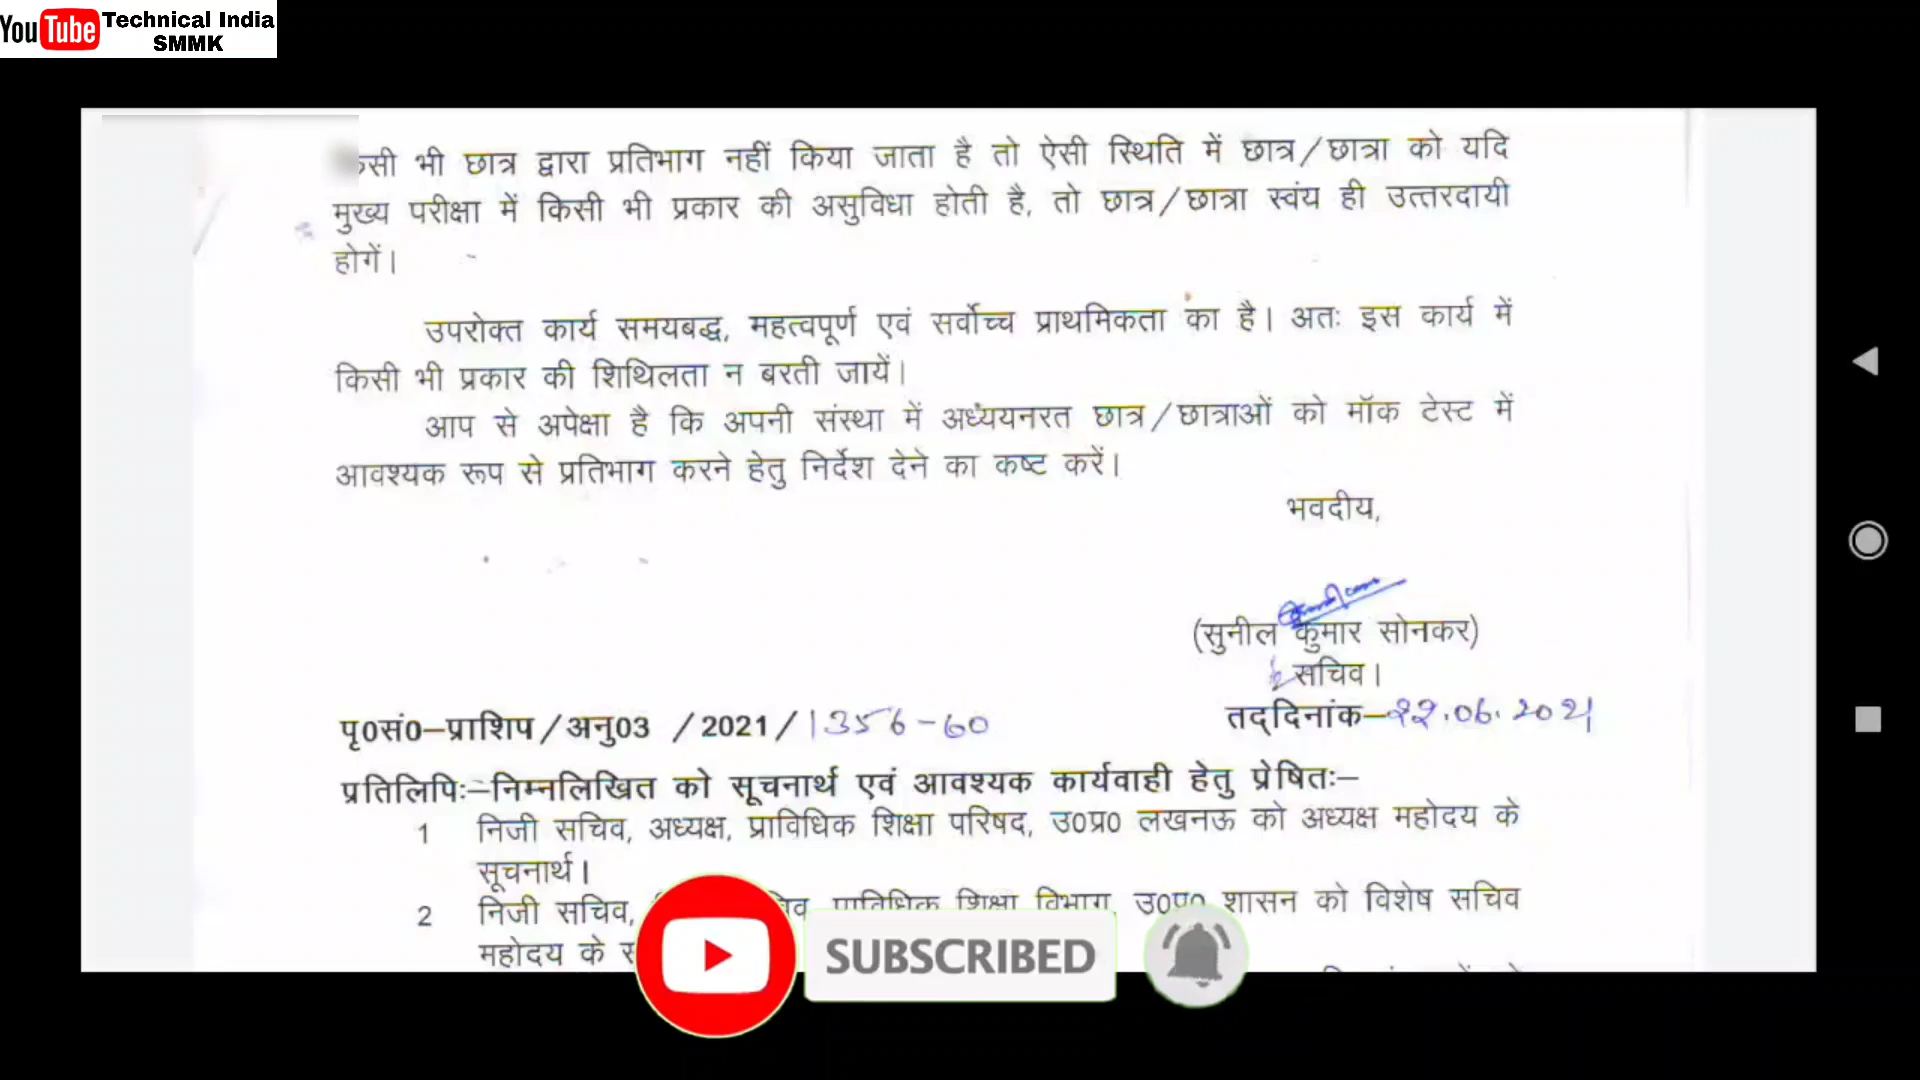 YouTube Technical India
SMMK
भी छात्र द्वारा प्रतिभाग नहीं किया जाता है तो ऐसी स्थिति में छात्र/छात्रा को यदि
मुख्य परीक्षा में किसी भी प्रकार की असुविधा होती है, तो छात्र/छात्रा स्वंय ही उत्तरदायी
होगें।
उपरोक्त कार्य समयबद्ध, महत्वपूर्ण एवं सर्वोच्च प्राथमिकता का है। अतः इस कार्य में
किसी भी प्रकार की शिथिलता न बरती जायें।
आप से अपेक्षा है कि अपनी संस्था में अध्ययनरत छात्र/छात्राओं को मॉक टेस्ट में
आवश्यक रूप से प्रतिभाग करने हेतु निर्देश देने का कष्ट करें।
भवदीय,
(सुनील कुमार सोनकर)
सचिव।
पृ0सं0–प्राशिप/अनु03 /2021/1356-60 तद्दिनांक–22.06.2021
प्रतिलिपिः–निम्नलिखित को सूचनार्थ एवं आवश्यक कार्यवाही हेतु प्रेषितः–
1 निजी सचिव, अध्यक्ष, प्राविधिक शिक्षा परिषद, उ0प्र0 लखनऊ को अध्यक्ष महोदय के
सूचनार्थ।
2 निजी सचिव, प्राविधिक शिक्षा विभाग, उ0प्र0 शासन को विशेष सचिव
महोदय के
SUBSCRIBED